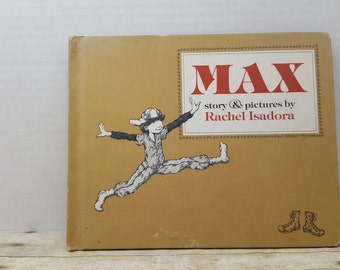 MAX
story & pictures by
Rachel Isadora